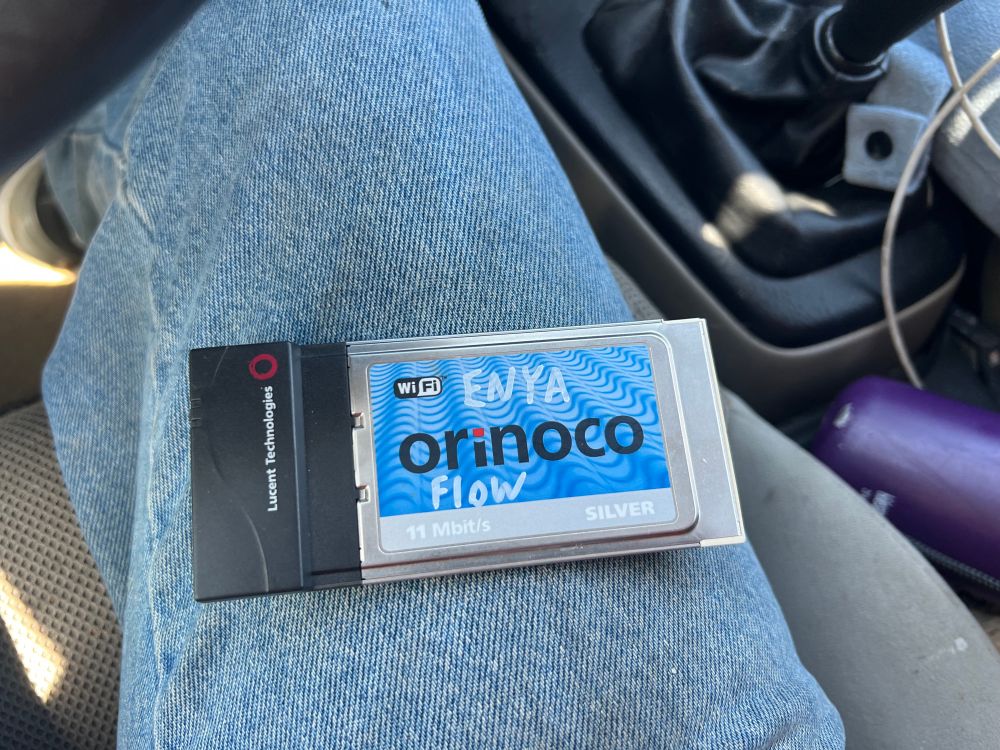 Lucent Technologies
Wi Fi
ENYA
orinoco
FLOW
11 Mbit/s
SILVER